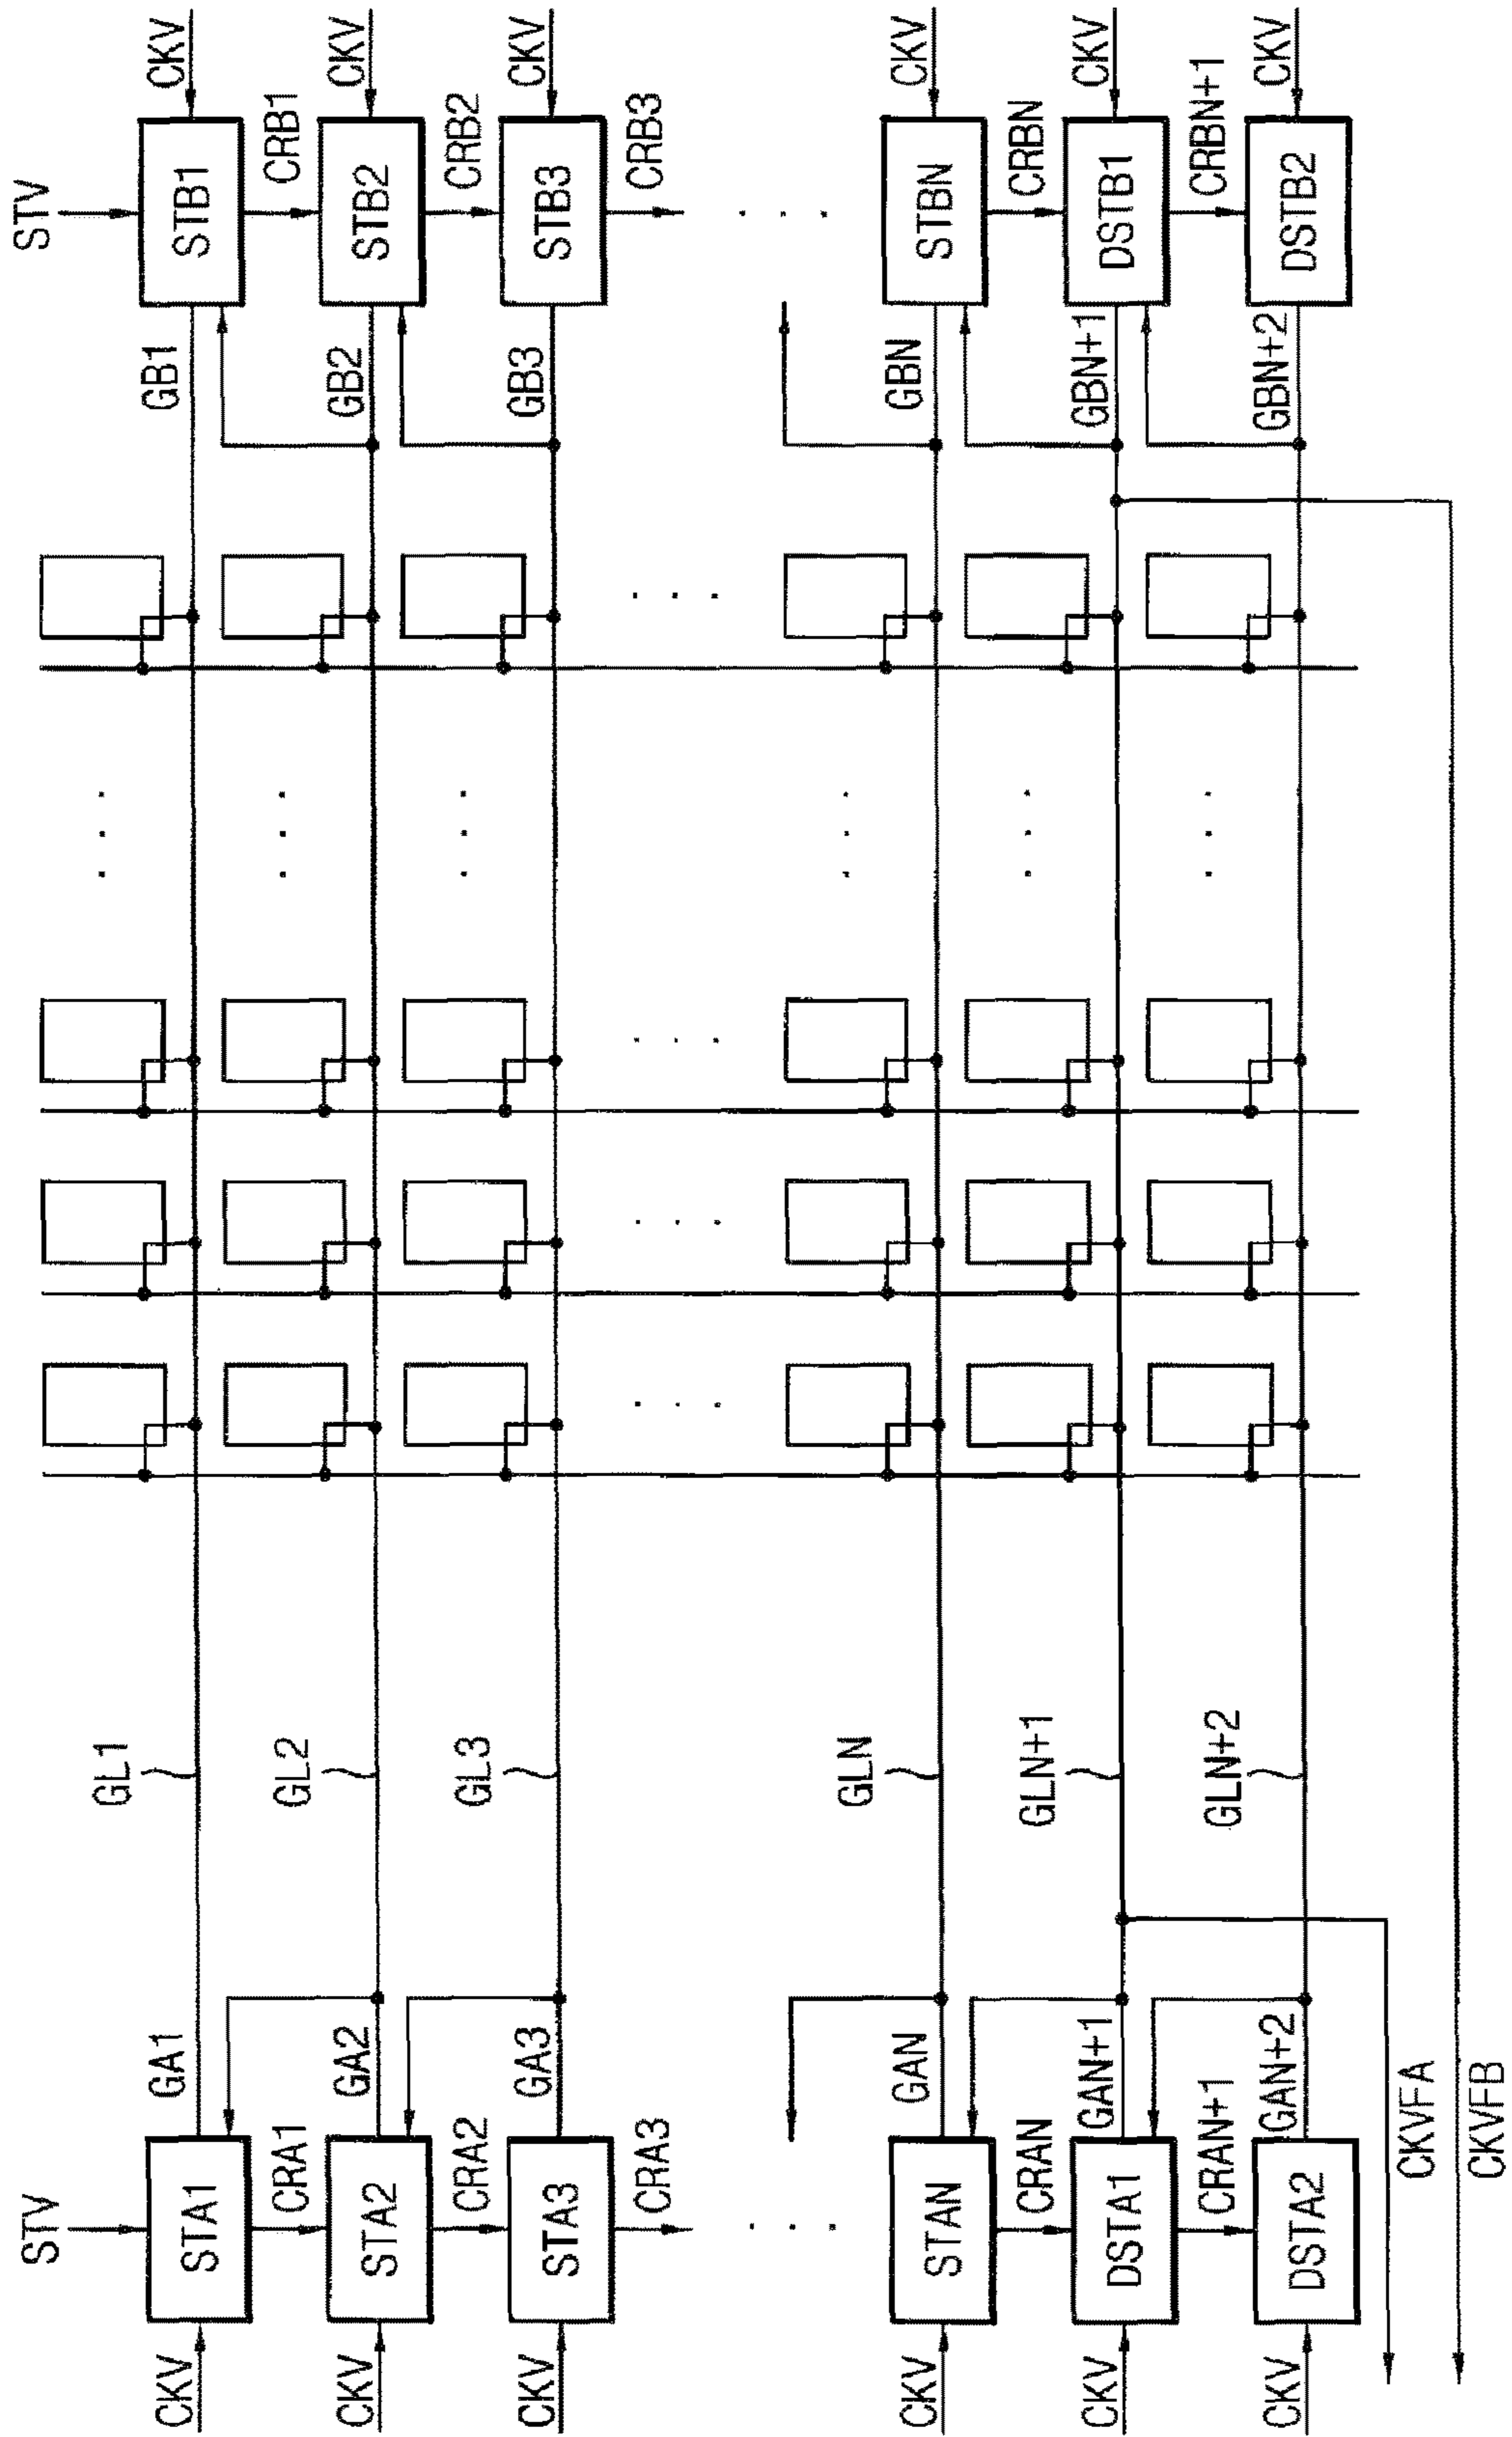 STV
STV
CKV
STA1
GA1
GL1
GB1
STB1
CKV
CRA1
CRB1
CKV
STA2
GA2
GL2
GB2
STB2
CKV
CRA2
CRB2
CKV
STA3
GA3
GL3
GB3
STB3
CKV
CRA3
CRB3
CKV
STAN
GAN
GLN
GBN
STBN
CKV
CRAN
CRBN
CKV
DSTA1
GAN+1
GLN+1
GBN+1
DSTB1
CKV
CRAN+1
CRBN+1
CKV
DSTA2
GAN+2
GLN+2
GBN+2
DSTB2
CKV
CKVFA
CKVFB